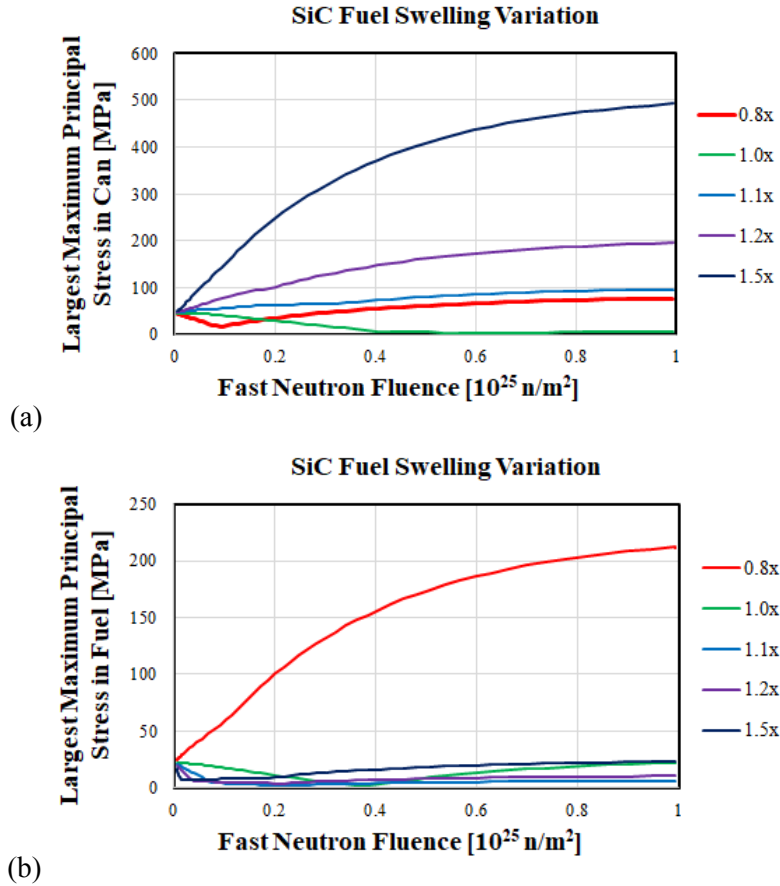 SiC Fuel Swelling Variation
Largest Maximum Principal
Stress in Can [MPa]
600
500
400
300
200
100
0
0
0.2
0.4
0.6
0.8
1
Fast Neutron Fluence [10²⁵ n/m²]
0.8x
1.0x
1.1x
1.2x
1.5x
(a)
SiC Fuel Swelling Variation
Largest Maximum Principal
Stress in Fuel [MPa]
250
200
150
100
50
0
0
0.2
0.4
0.6
0.8
1
Fast Neutron Fluence [10²⁵ n/m²]
0.8x
1.0x
1.1x
1.2x
1.5x
(b)